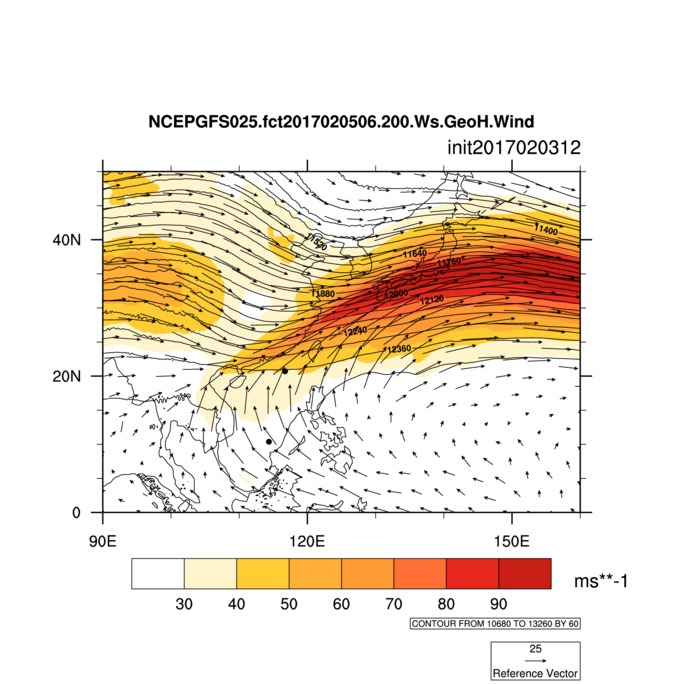 NCEPGFS025.fct2017020506.200.Ws.GeoH.Wind
init2017020312
11400
11520
11640
11760
11880
12000
12120
12240
12360
40N
20N
0
90E 120E 150E
ms**-1
30 40 50 60 70 80 90
CONTOUR FROM 10680 TO 13260 BY 60
25
Reference Vector